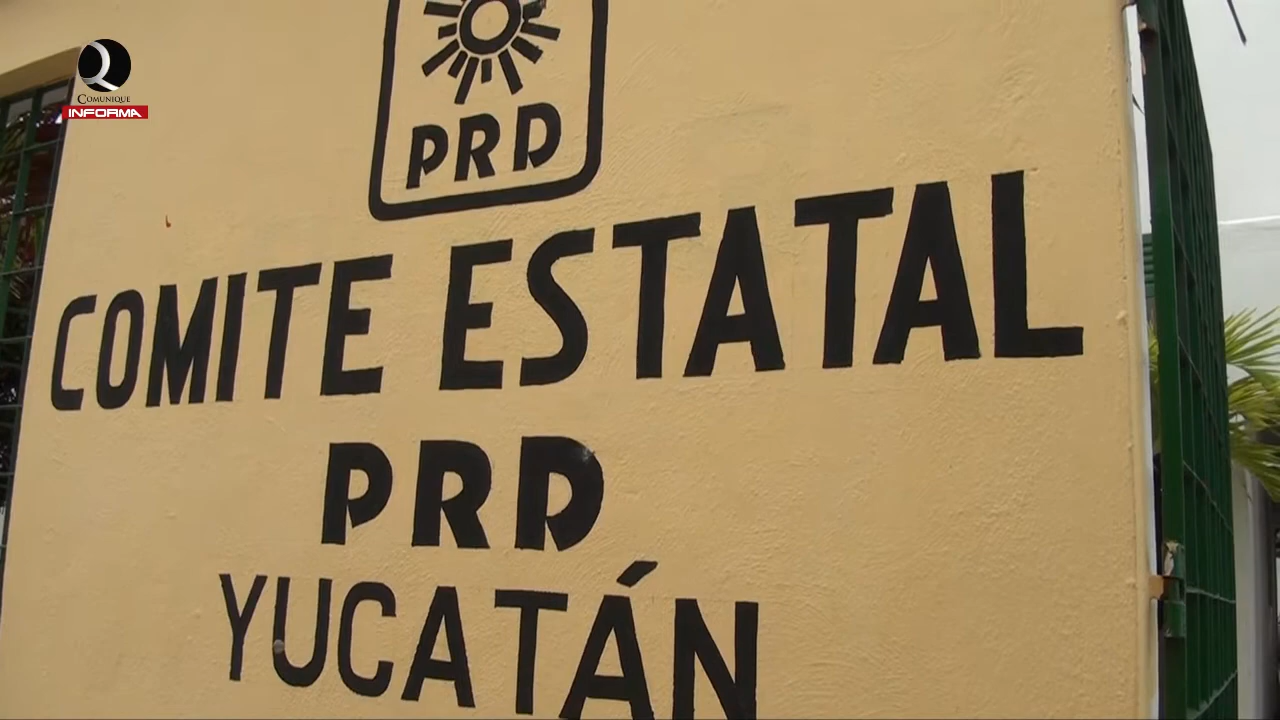 COMUNIQUE
INFORMA
PRD
COMITE ESTATAL
PRD
YUCATÁN